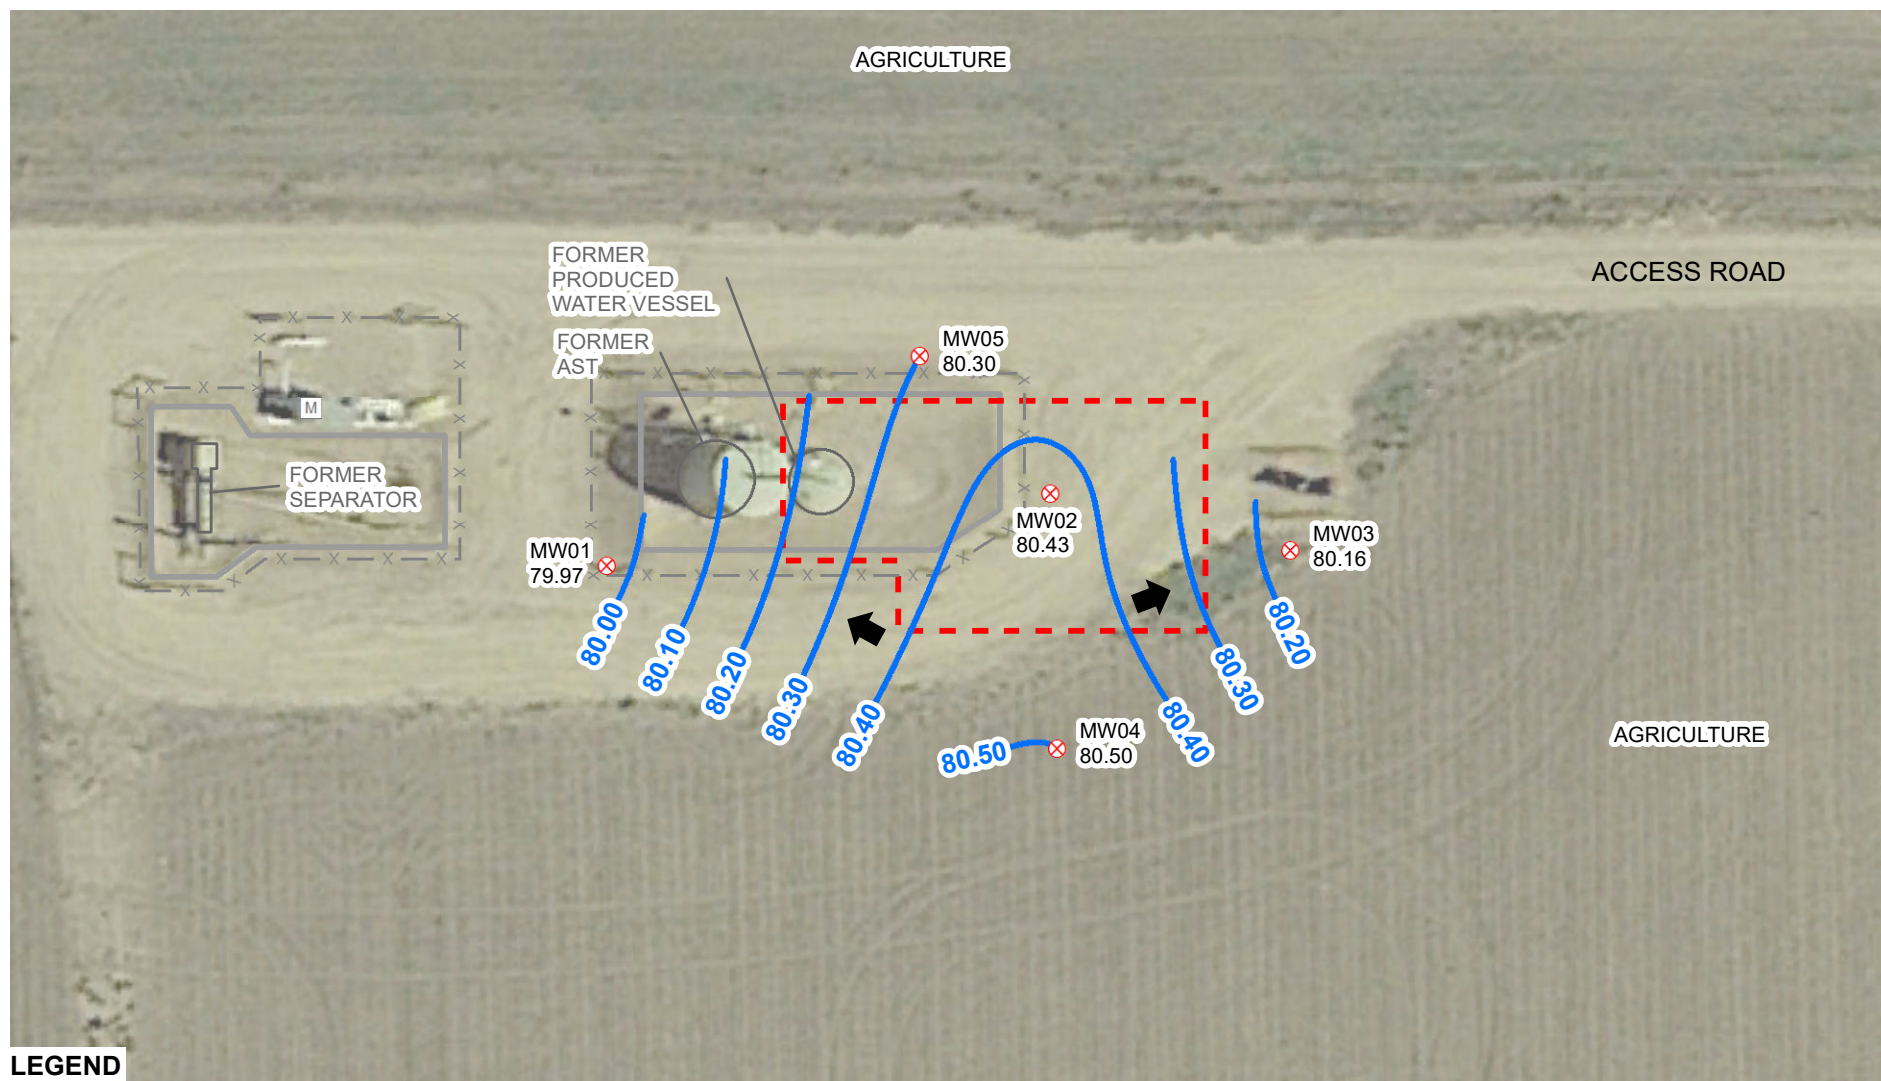 AGRICULTURE
ACCESS ROAD
FORMER
PRODUCED
WATER VESSEL
FORMER
AST
MW05
80.30
M
FORMER
SEPARATOR
MW01
79.97
MW02
80.43
MW03
80.16
80.00
80.10
80.20
80.30
80.40
80.50
MW04
80.50
80.40
80.30
80.20
AGRICULTURE
LEGEND